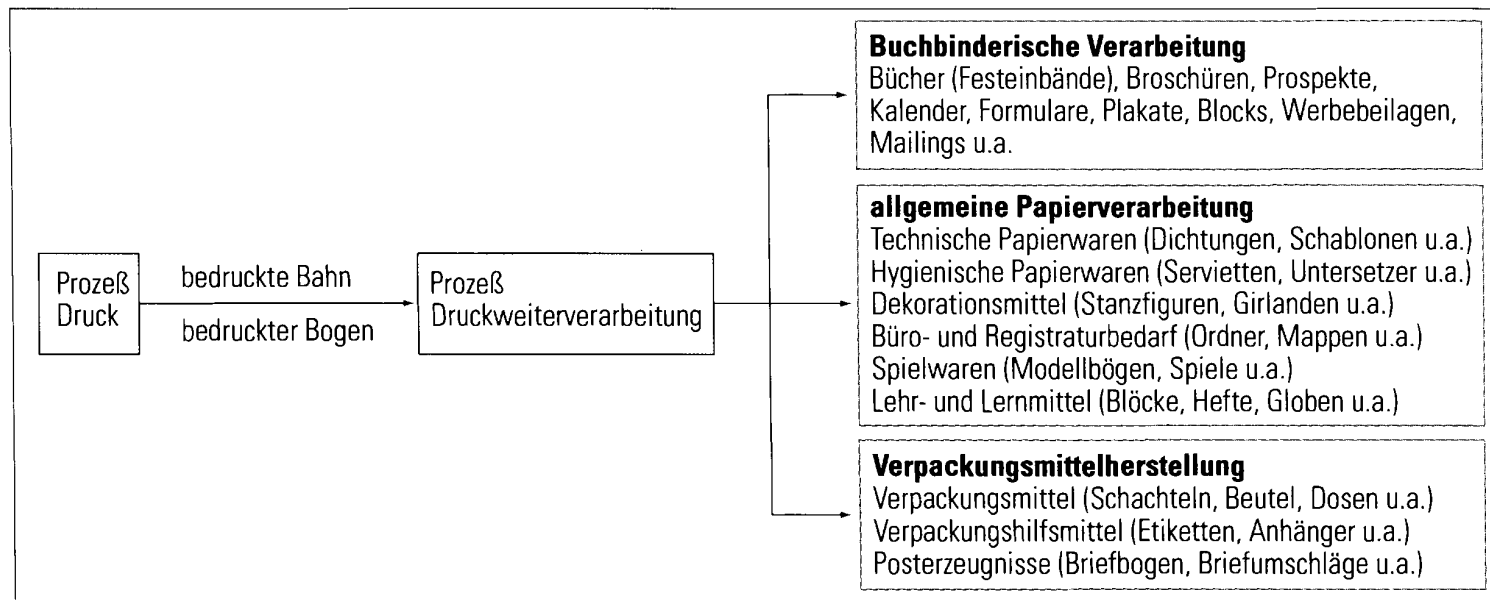 Prozeß
Druck
bedruckte Bahn
bedruckter Bogen
Prozeß
Druckweiterverarbeitung
Buchbinderische Verarbeitung
Bücher (Festeinbände), Broschüren, Prospekte,
Kalender, Formulare, Plakate, Blocks, Werbebeilagen,
Mailings u.a.
allgemeine Papierverarbeitung
Technische Papierwaren (Dichtungen, Schablonen u.a.)
Hygienische Papierwaren (Servietten, Untersetzer u.a.)
Dekorationsmittel (Stanzfiguren, Girlanden u.a.)
Büro- und Registraturbedarf (Ordner, Mappen u.a.)
Spielwaren (Modellbögen, Spiele u.a.)
Lehr- und Lernmittel (Blöcke, Hefte, Globen u.a.)
Verpackungsmittelherstellung
Verpackungsmittel (Schachteln, Beutel, Dosen u.a.)
Verpackungshilfsmittel (Etiketten, Anhänger u.a.)
Posterzeugnisse (Briefbogen, Briefumschläge u.a.)